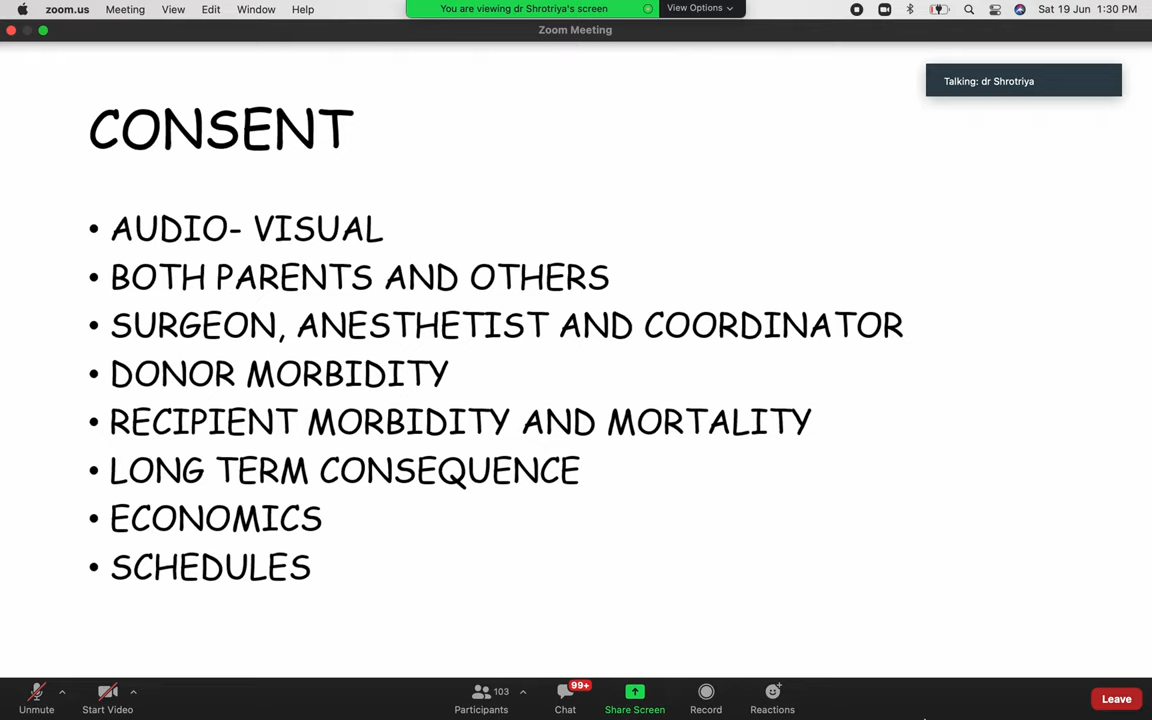 zoom.us Meeting View Edit Window Help
You are viewing dr Shrotriya's screen
View Options
Sat 19 Jun 1:30 PM
Zoom Meeting
Talking: dr Shrotriya
CONSENT
• AUDIO- VISUAL
• BOTH PARENTS AND OTHERS
• SURGEON, ANESTHETIST AND COORDINATOR
• DONOR MORBIDITY
• RECIPIENT MORBIDITY AND MORTALITY
• LONG TERM CONSEQUENCE
• ECONOMICS
• SCHEDULES
103
99+
Unmute
Start Video
Participants
Chat
Share Screen
Record
Reactions
Leave